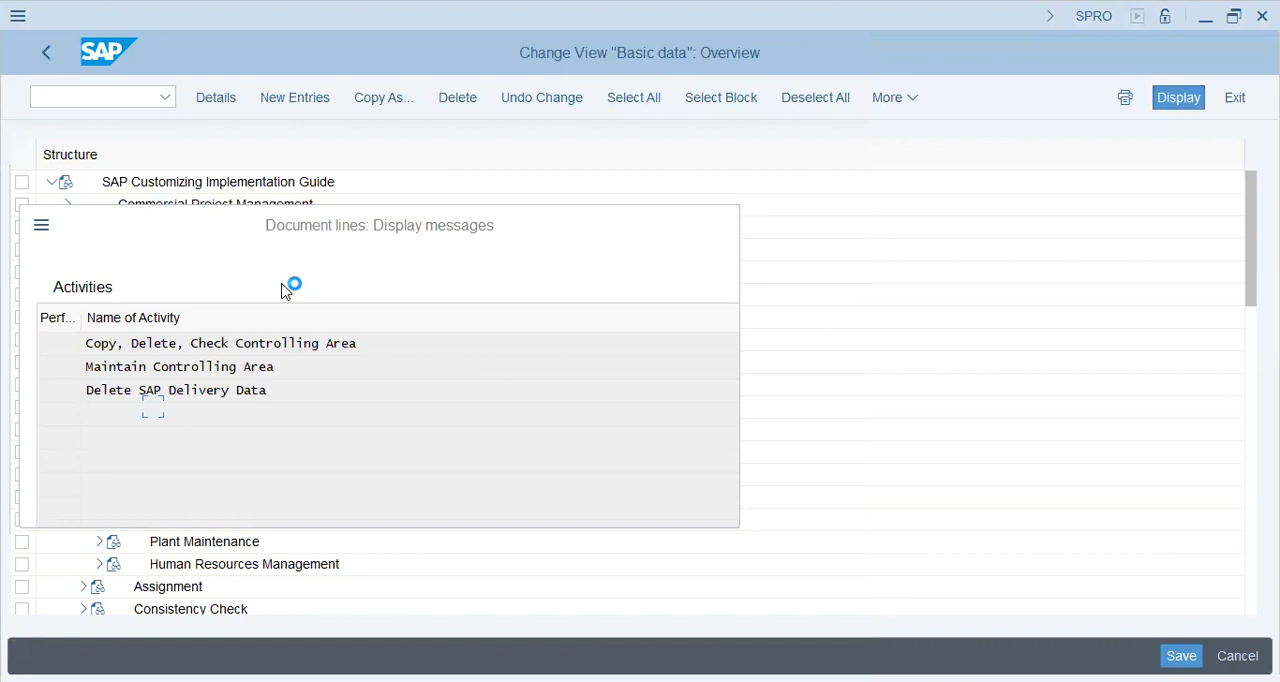 SPRO
SAP
Change View "Basic data": Overview
Details New Entries Copy As... Delete Undo Change Select All Select Block Deselect All More Display Exit
Structure
SAP Customizing Implementation Guide
Commercial Project Management
Document lines: Display messages
Activities
Perf... Name of Activity
Copy, Delete, Check Controlling Area
Maintain Controlling Area
Delete SAP Delivery Data
Plant Maintenance
Human Resources Management
Assignment
Consistency Check
Save Cancel